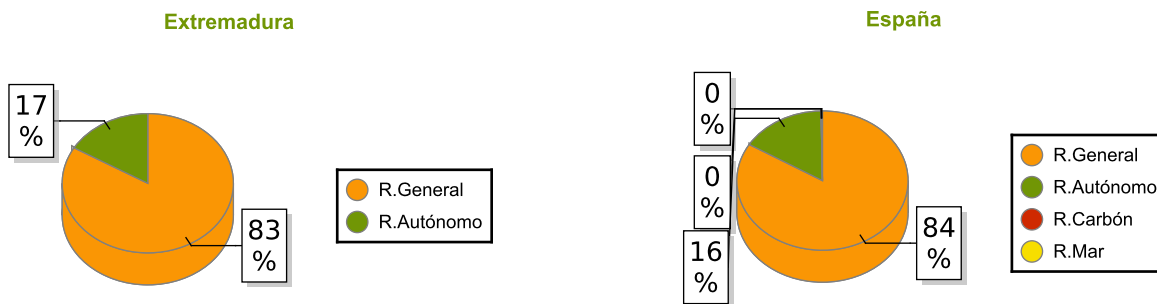 Extremadura
17
%
83
%
R.General
R.Autónomo
España
0
%
0
%
16
%
84
%
R.General
R.Autónomo
R.Carbón
R.Mar